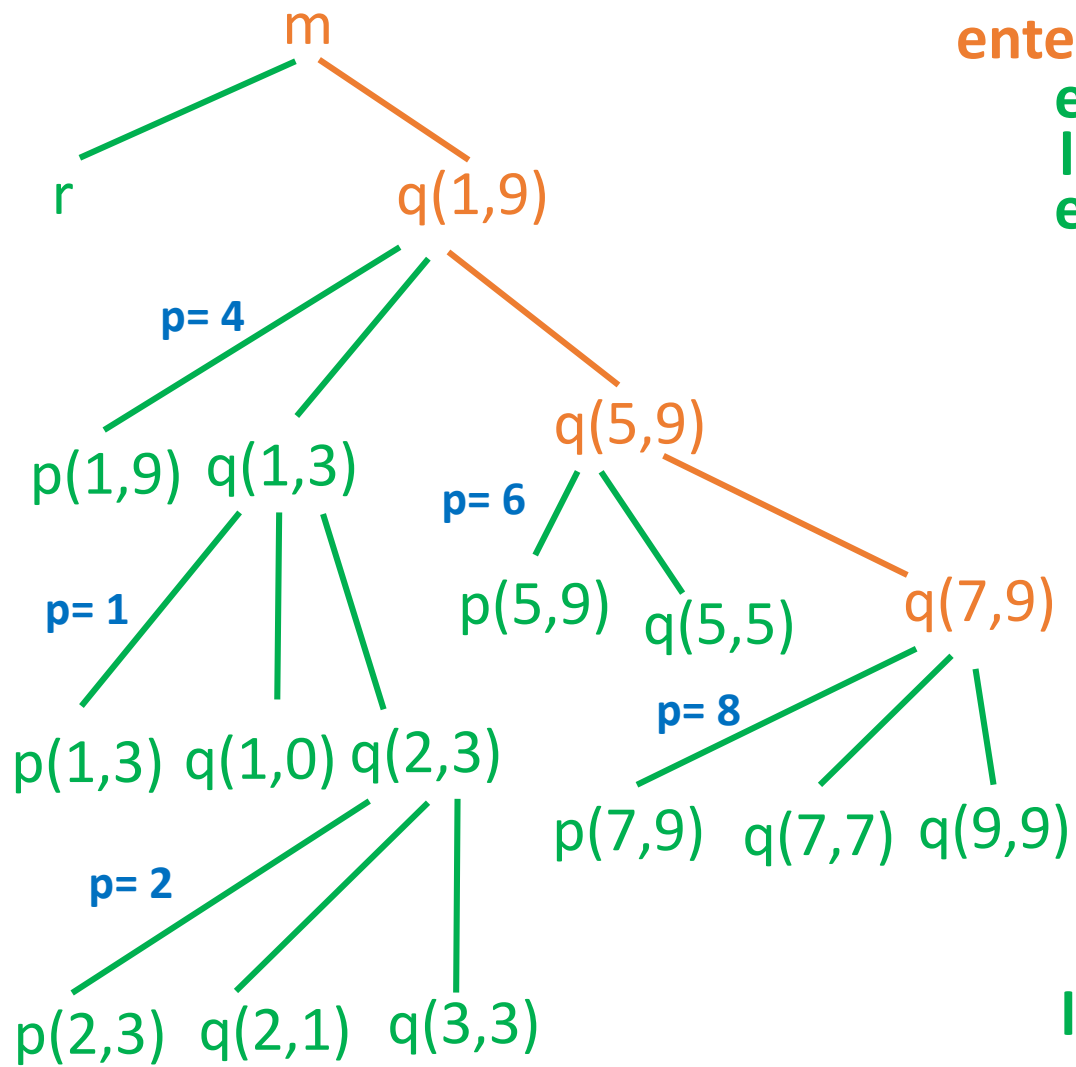 m
ente
e
l
e
r
q(1,9)
p= 4
p(1,9) q(1,3)
q(5,9)
p= 6
p= 1
p(5,9) q(5,5)
q(7,9)
p= 8
p(1,3) q(1,0) q(2,3)
p(7,9) q(7,7) q(9,9)
p= 2
p(2,3) q(2,1) q(3,3)
l